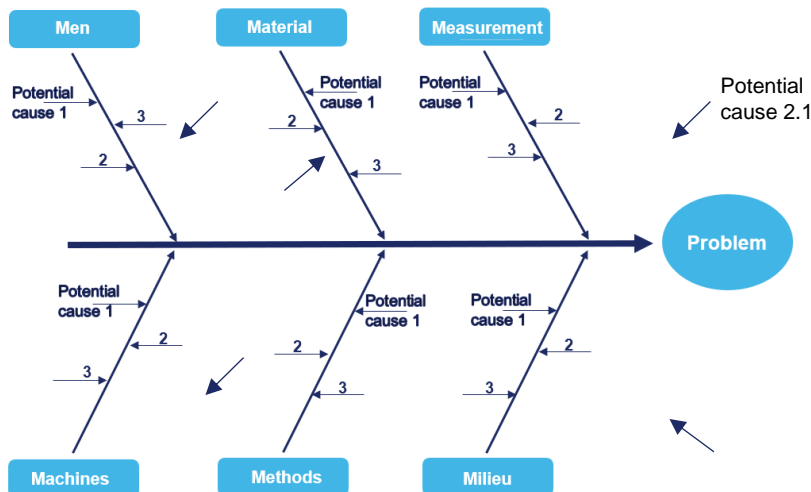 Men
Material
Measurement
Potential
cause 1
3
2
Potential
cause 1
2
3
Potential
cause 1
2
3
Potential
cause 2.1
Problem
Potential
cause 1
2
3
Potential
cause 1
2
3
Potential
cause 1
2
3
Machines
Methods
Milieu